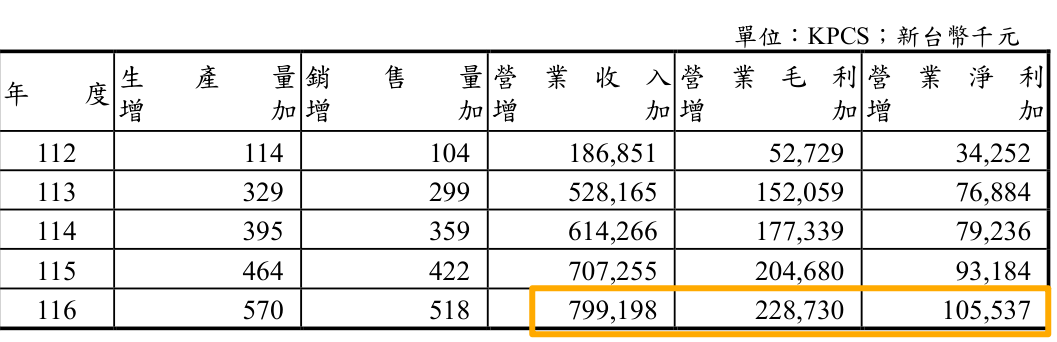 單位：KPCS；新台幣千元
年度 生產量增加 銷售量增加 營業收入增加 營業毛利增加 營業淨利增加
112 114 104 186,851 52,729 34,252
113 329 299 528,165 152,059 76,884
114 395 359 614,266 177,339 79,236
115 464 422 707,255 204,680 93,184
116 570 518 799,198 228,730 105,537